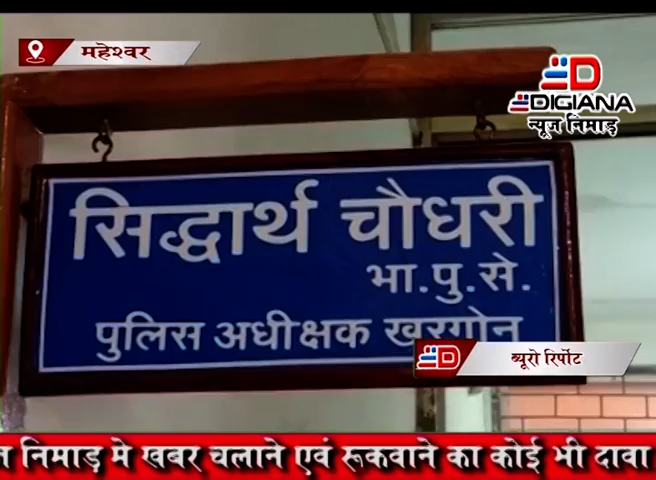 महेश्वर
DIGIANA
न्यूज निमाड़
सिद्धार्थ चौधरी
भा.पु.से.
पुलिस अधीक्षक खरगोन
ब्यूरो रिर्पोट
निमाड़ मे खबर चलाने एवं रूकवाने का कोई भी दावा